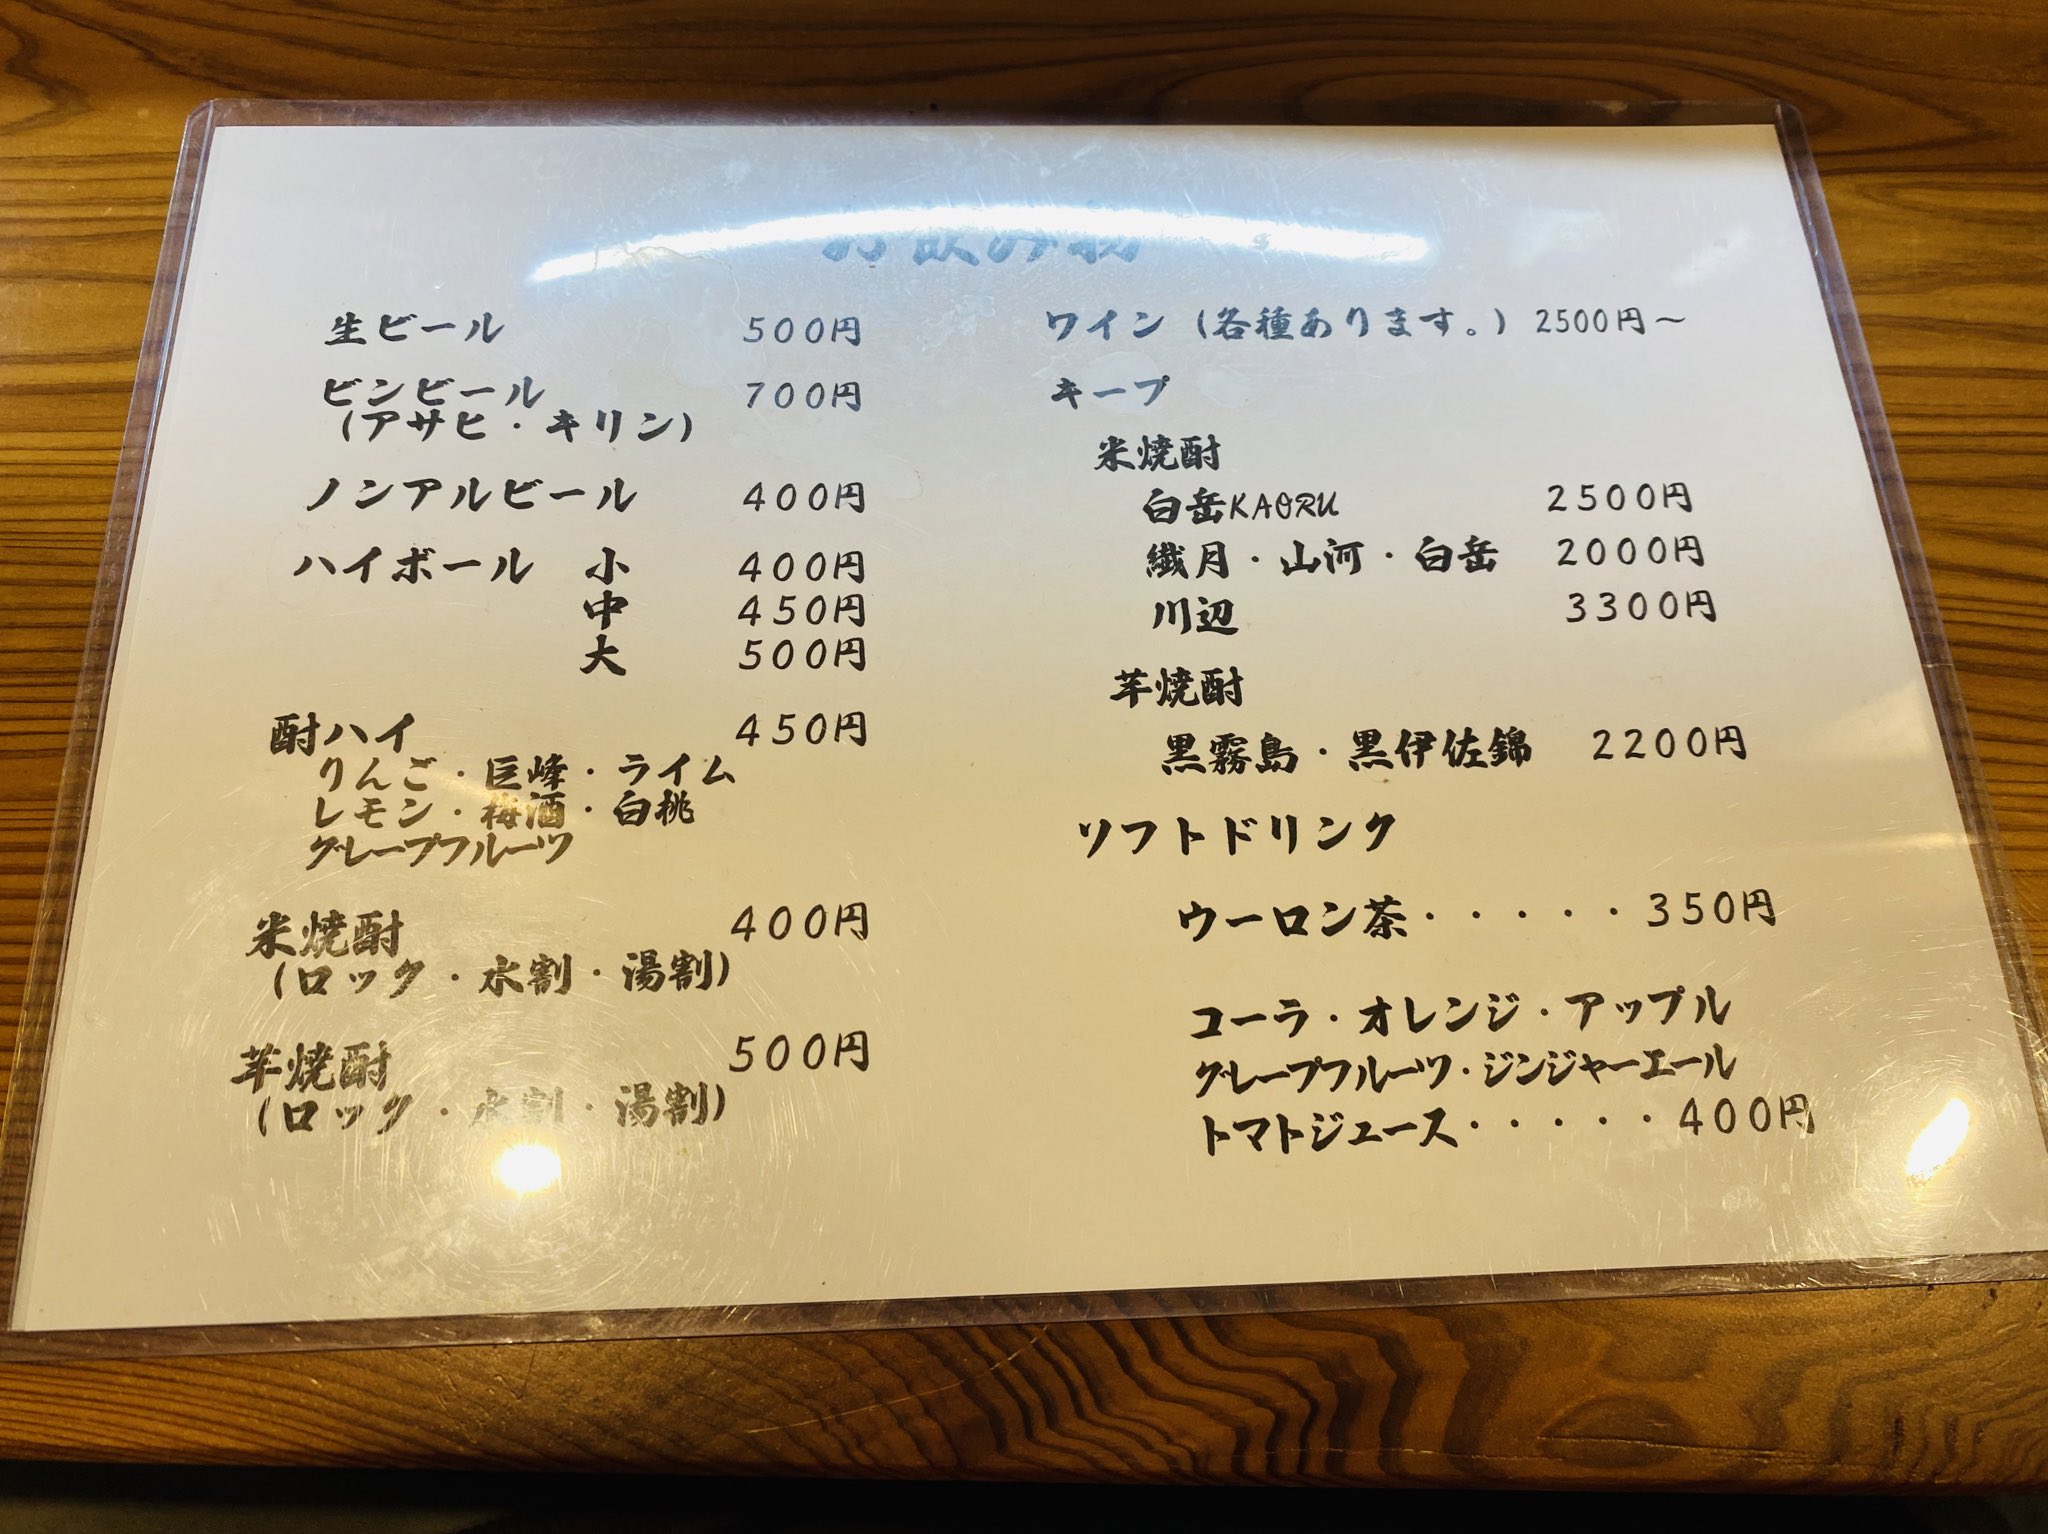 お飲み物
生ビール 500円
ビンビール 700円
(アサヒ・キリン)
ノンアルビール 400円
ハイボール 小 400円
中 450円
大 500円
酎ハイ 450円
りんご・巨峰・ライム
レモン・梅酒・白桃
グレープフルーツ
米焼酎 400円
(ロック・水割・湯割)
芋焼酎 500円
(ロック・水割・湯割)
ワイン(各種あります。) 2500円～
キープ
米焼酎
白岳KAORU 2500円
繊月・山河・白岳 2000円
川辺 3300円
芋焼酎
黒霧島・黒伊佐錦 2200円
ソフトドリンク
ウーロン茶・・・・・350円
コーラ・オレンジ・アップル
グレープフルーツ・ジンジャーエール
トマトジュース・・・・・400円